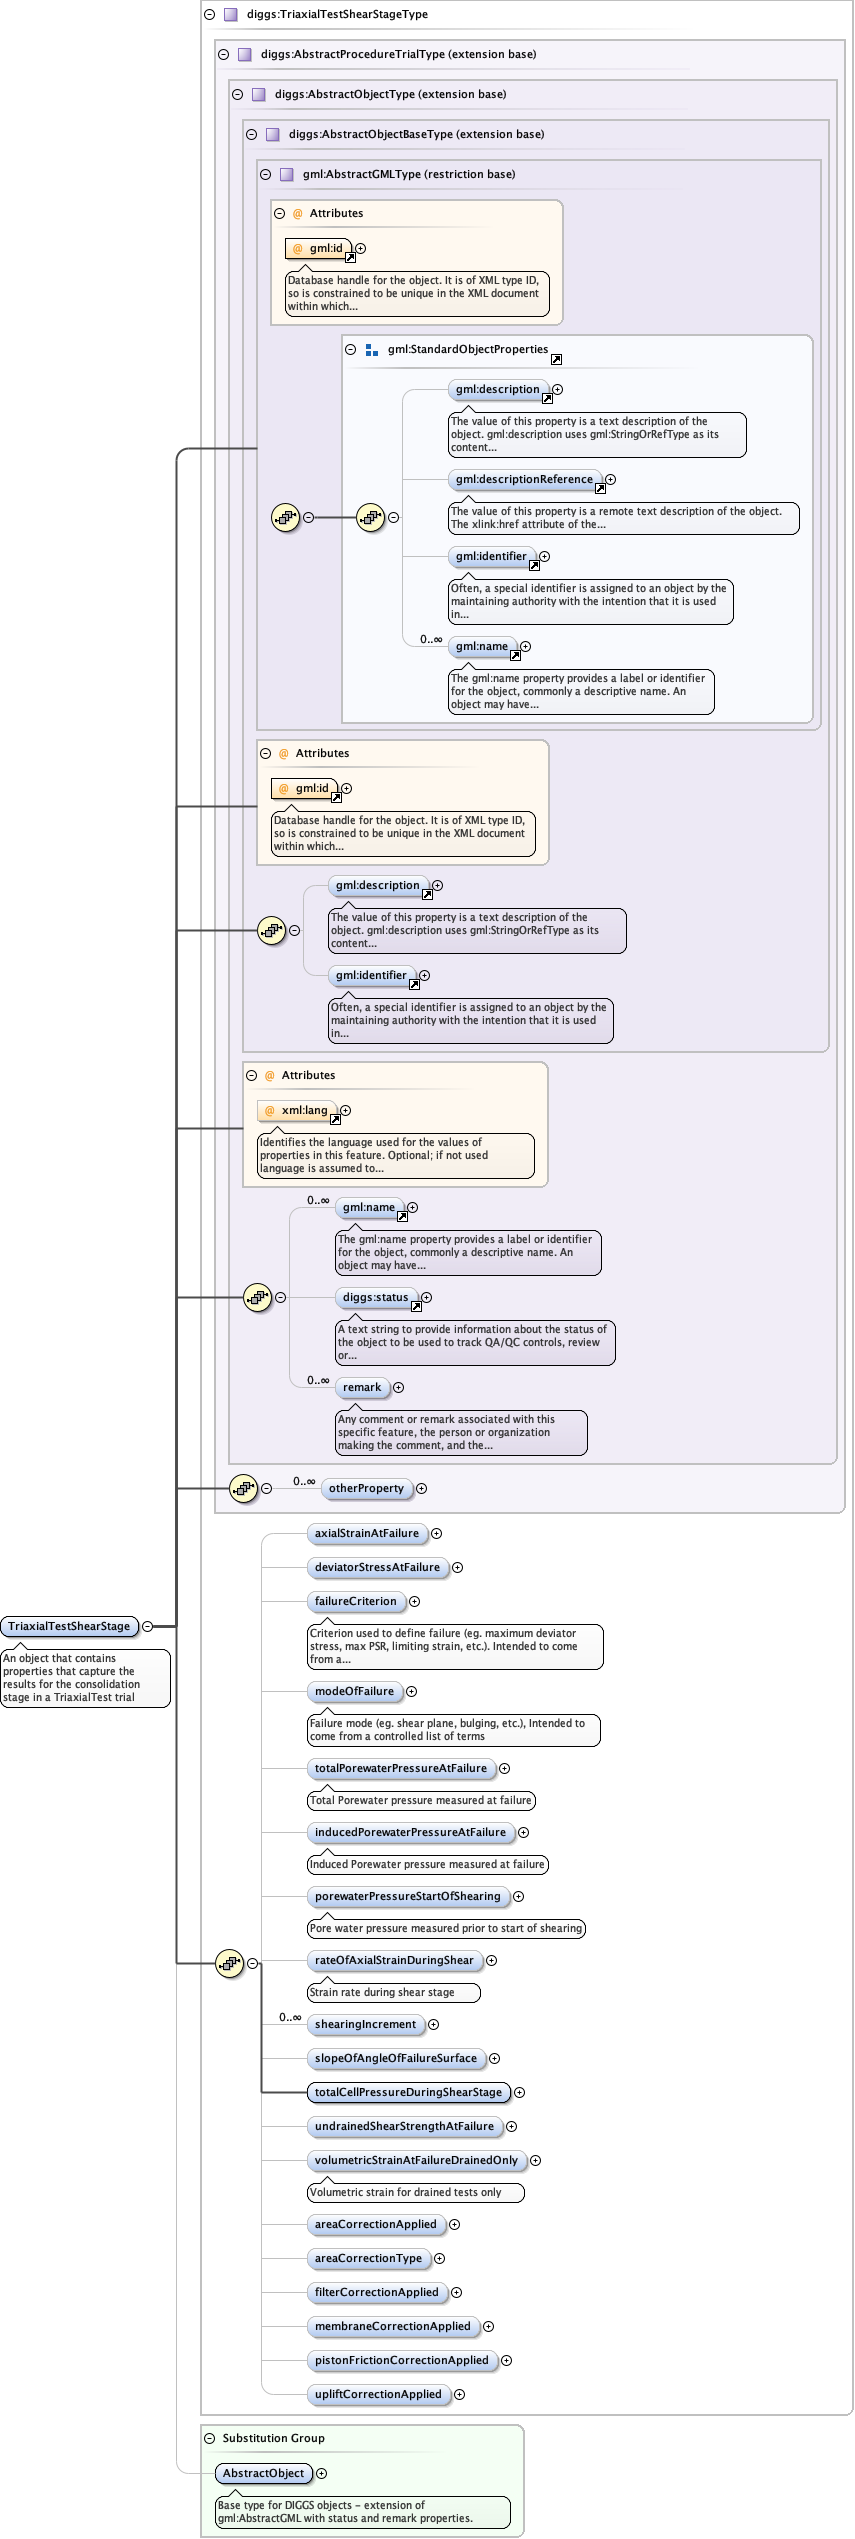 diggs:TriaxialTestShearStageType
diggs:AbstractProcedureTrialType (extension base)
diggs:AbstractObjectType (extension base)
diggs:AbstractObjectBaseType (extension base)
gml:AbstractGMLType (restriction base)
@ Attributes
@ gml:id
Database handle for the object. It is of XML type ID,
so is constrained to be unique in the XML document
within which...
gml:StandardObjectProperties
gml:description
The value of this property is a text description of the
object. gml:description uses gml:StringOrRefType as its
content...
gml:descriptionReference
The value of this property is a remote text description of the object.
The xlink:href attribute of the...
gml:identifier
Often, a special identifier is assigned to an object by the
maintaining authority with the intention that it is used
in...
0..∞
gml:name
The gml:name property provides a label or identifier
for the object, commonly a descriptive name. An
object may have...
@ Attributes
@ gml:id
Database handle for the object. It is of XML type ID,
so is constrained to be unique in the XML document
within which...
gml:description
The value of this property is a text description of the
object. gml:description uses gml:StringOrRefType as its
content...
gml:identifier
Often, a special identifier is assigned to an object by the
maintaining authority with the intention that it is used
in...
@ Attributes
@ xml:lang
Identifies the language used for the values of
properties in this feature. Optional; if not used
language is assumed to...
0..∞
gml:name
The gml:name property provides a label or identifier
for the object, commonly a descriptive name. An
object may have...
diggs:status
A text string to provide information about the status of
the object to be used to track QA/QC controls, review
or...
0..∞
remark
Any comment or remark associated with this
specific feature, the person or organization
making the comment, and the...
0..∞
otherProperty
axialStrainAtFailure
deviatorStressAtFailure
failureCriterion
Criterion used to define failure (eg. maximum deviator
stress, max PSR, limiting strain, etc.). Intended to come
from a...
TriaxialTestShearStage
An object that contains
properties that capture the
results for the consolidation
stage in a TriaxialTest trial
modeOfFailure
Failure mode (eg. shear plane, bulging, etc.), Intended to
come from a controlled list of terms
totalPorewaterPressureAtFailure
Total Porewater pressure measured at failure
inducedPorewaterPressureAtFailure
Induced Porewater pressure measured at failure
porewaterPressureStartOfShearing
Pore water pressure measured prior to start of shearing
rateOfAxialStrainDuringShear
Strain rate during shear stage
0..∞
shearingIncrement
slopeOfAngleOfFailureSurface
totalCellPressureDuringShearStage
undrainedShearStrengthAtFailure
volumetricStrainAtFailureDrainedOnly
Volumetric strain for drained tests only
areaCorrectionApplied
areaCorrectionType
filterCorrectionApplied
membraneCorrectionApplied
pistonFrictionCorrectionApplied
upliftCorrectionApplied
Substitution Group
AbstractObject
Base type for DIGGS objects - extension of
gml:AbstractGML with status and remark properties.